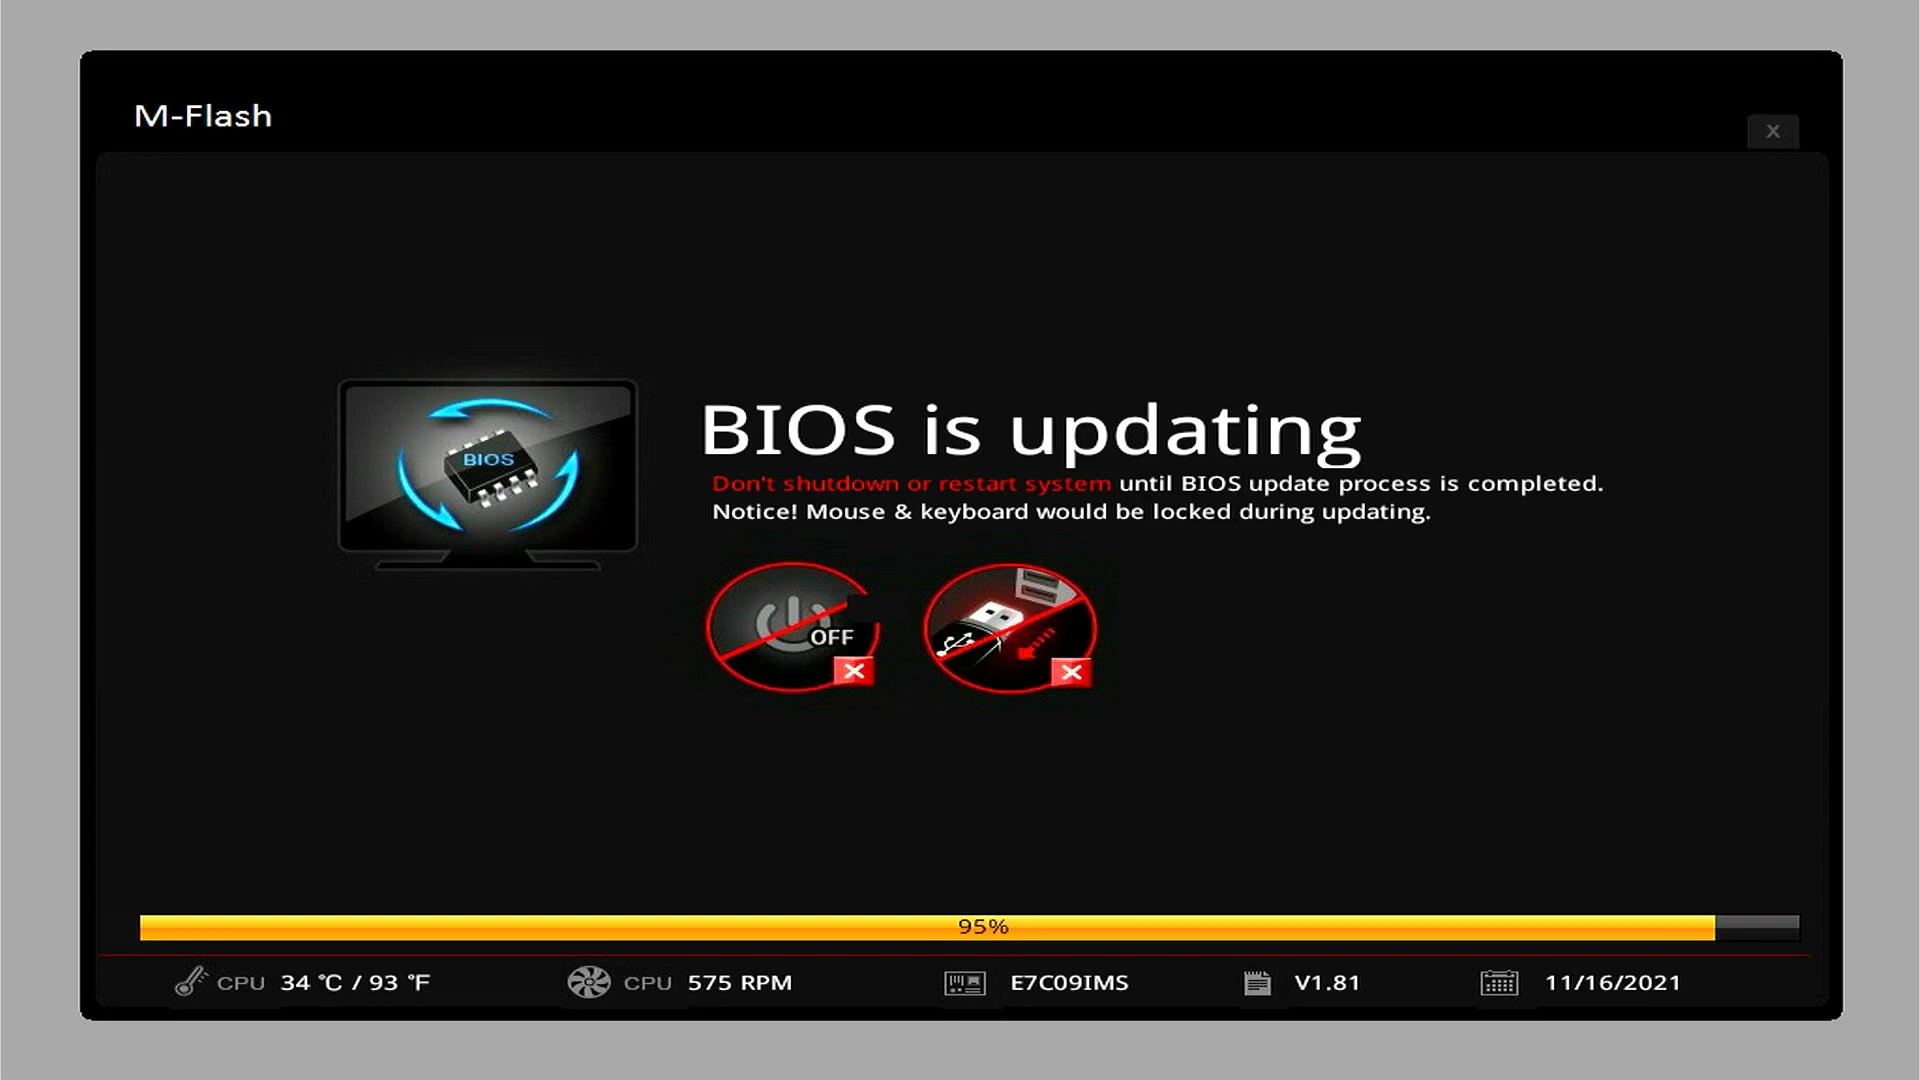 M-Flash
X
BIOS
BIOS is updating
Don't shutdown or restart system until BIOS update process is completed.
Notice! Mouse & keyboard would be locked during updating.
OFF
95%
CPU 34 °C / 93 °F
CPU 575 RPM
E7C09IMS
V1.81
11/16/2021